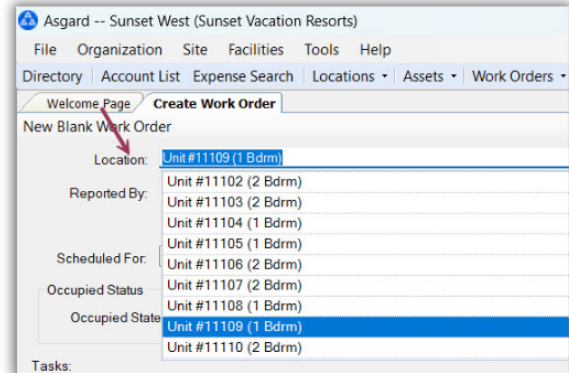 Asgard -- Sunset West (Sunset Vacation Resorts)
File Organization Site Facilities Tools Help
Directory Account List Expense Search Locations Assets Work Orders
Welcome Page Create Work Order
New Blank Work Order
Location: Unit #11109 (1 Bdrm)
Unit #11102 (2 Bdrm)
Reported By: Unit #11103 (2 Bdrm)
Unit #11104 (1 Bdrm)
Unit #11105 (1 Bdrm)
Scheduled For: Unit #11106 (2 Bdrm)
Unit #11107 (2 Bdrm)
Occupied Status
Unit #11108 (1 Bdrm)
Occupied State Unit #11109 (1 Bdrm)
Unit #11110 (2 Bdrm)
Tasks: